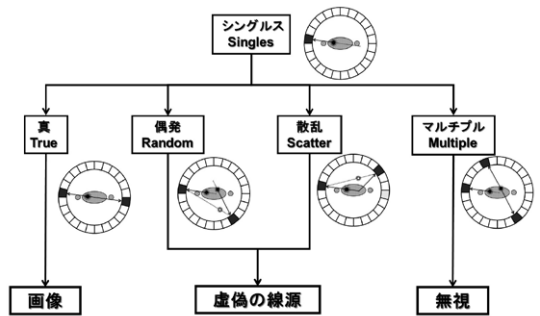 シングルス
Singles
真
True
偶発
Random
散乱
Scatter
マルチプル
Multiple
画像
虚偽の線源
無視